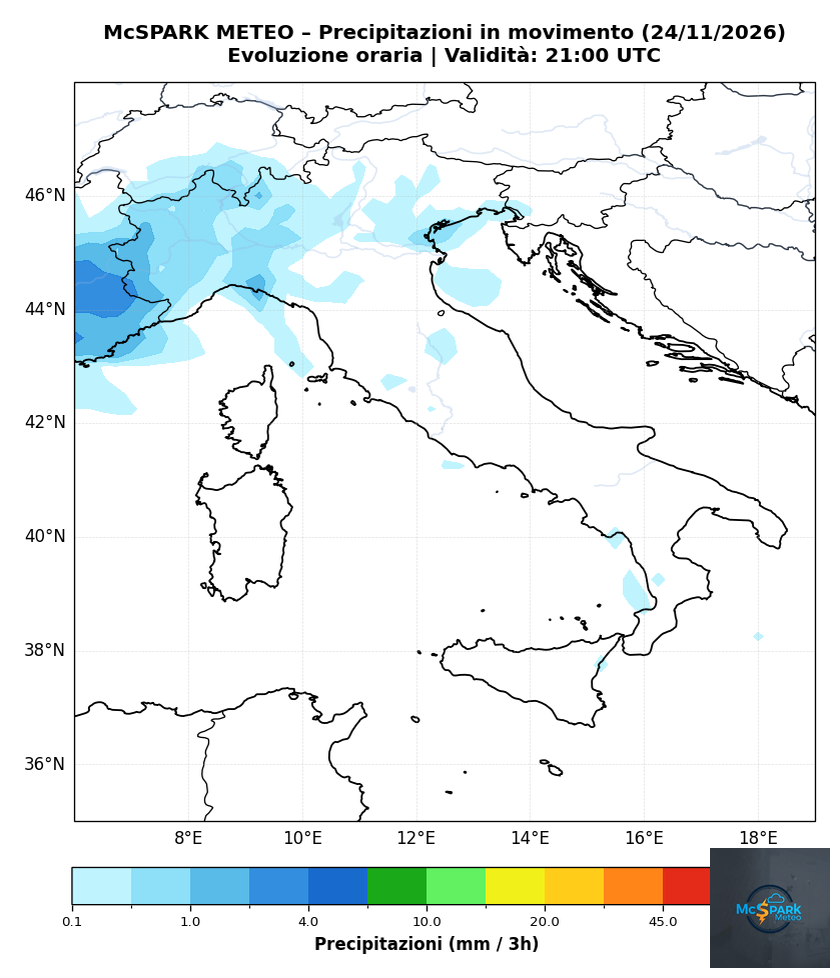 McSPARK METEO – Precipitazioni in movimento (24/11/2026)
Evoluzione oraria | Validità: 21:00 UTC
46°N
44°N
42°N
40°N
38°N
36°N
8°E 10°E 12°E 14°E 16°E 18°E
0.1 1.0 4.0 10.0 20.0 45.0
Precipitazioni (mm / 3h)
McSPARK
Meteo